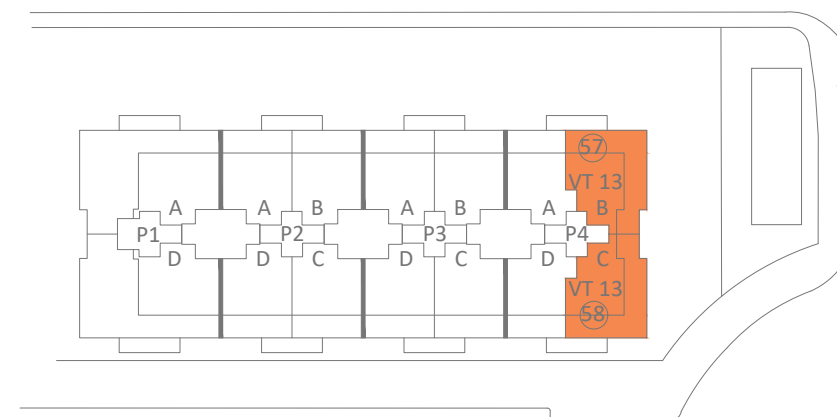 57
VT 13
A A B A B A B
P1 P2 P3 P4
D D C D C D C
VT 13
58